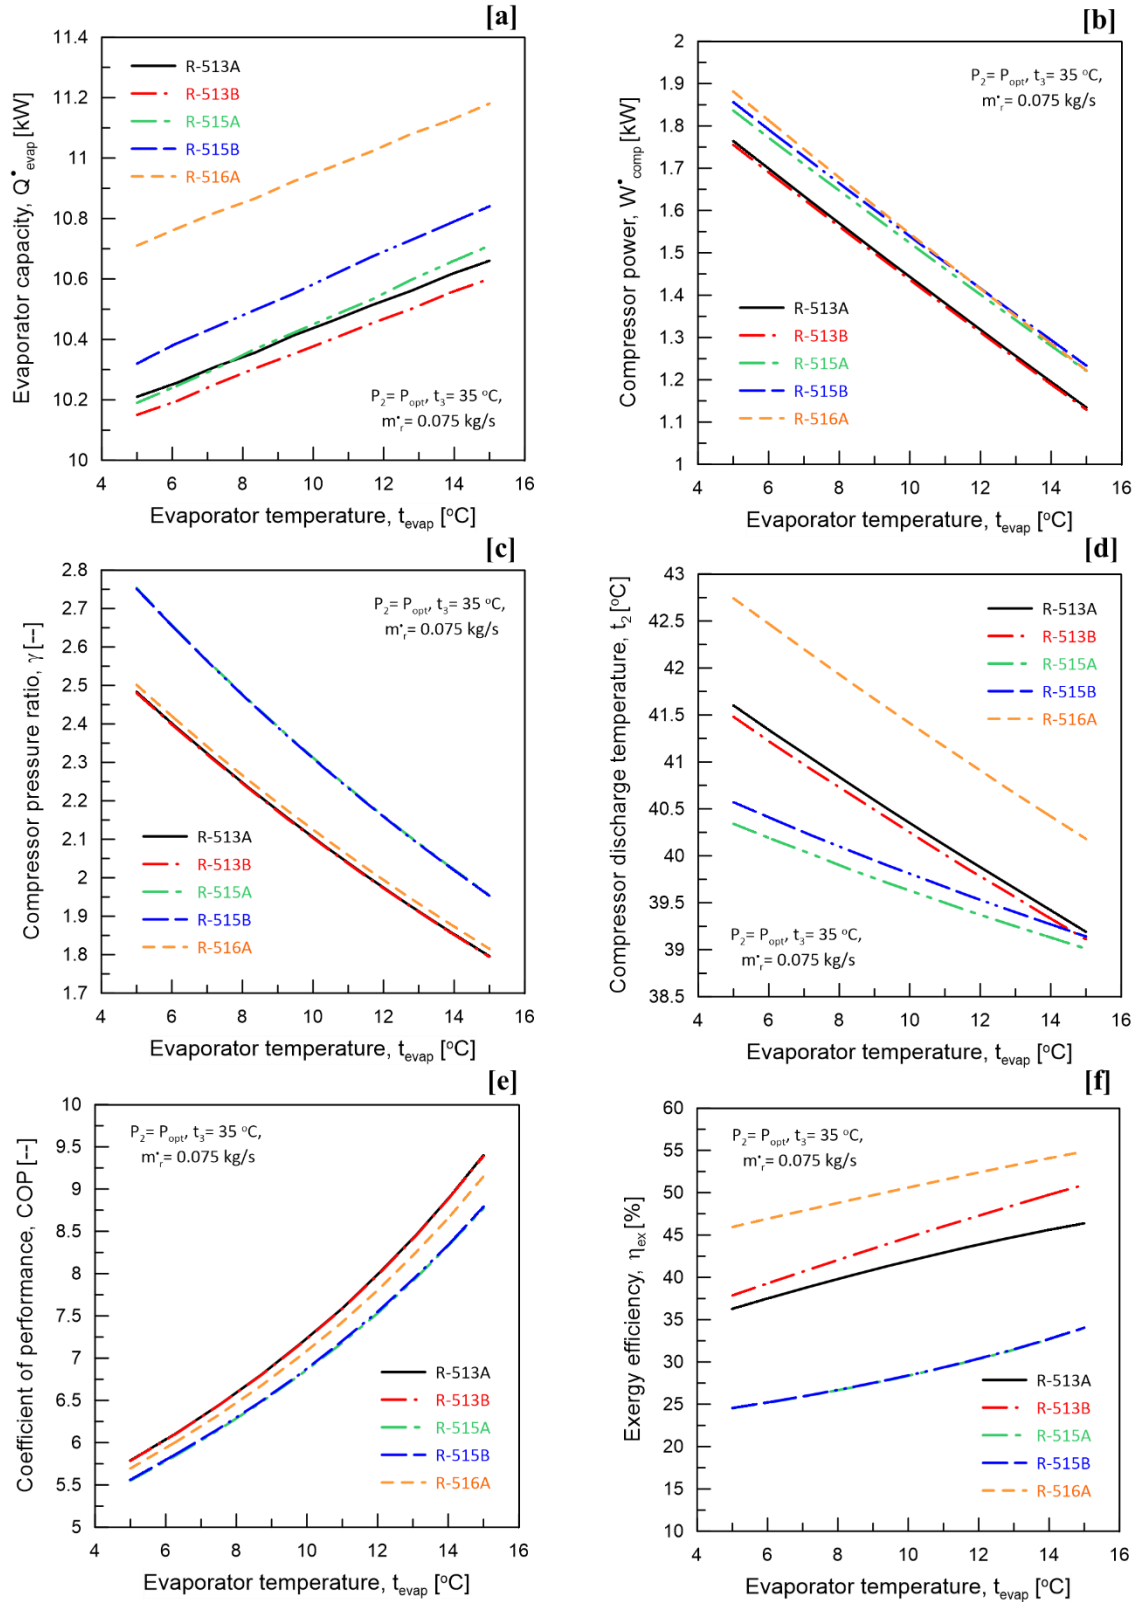 [a]
11.4
11.2
11
10.8
10.6
10.4
10.2
10
Evaporator capacity, Q•evap [kW]
R-513A
R-513B
R-515A
R-515B
R-516A
P2= Popt, t3= 35 oC,
m•r= 0.075 kg/s
4 6 8 10 12 14 16
Evaporator temperature, tevap [oC]
[b]
2
1.9
1.8
1.7
1.6
1.5
1.4
1.3
1.2
1.1
1
Compressor power, W•comp [kW]
P2= Popt, t3= 35 oC,
m•r= 0.075 kg/s
R-513A
R-513B
R-515A
R-515B
R-516A
4 6 8 10 12 14 16
Evaporator temperature, tevap [oC]
[c]
2.8
2.7
2.6
2.5
2.4
2.3
2.2
2.1
2
1.9
1.8
1.7
Compressor pressure ratio, γ [--]
P2= Popt, t3= 35 oC,
m•r= 0.075 kg/s
R-513A
R-513B
R-515A
R-515B
R-516A
4 6 8 10 12 14 16
Evaporator temperature, tevap [oC]
[d]
43
42.5
42
41.5
41
40.5
40
39.5
39
38.5
Compressor discharge temperature, t2 [oC]
R-513A
R-513B
R-515A
R-515B
R-516A
P2= Popt, t3= 35 oC,
m•r= 0.075 kg/s
4 6 8 10 12 14 16
Evaporator temperature, tevap [oC]
[e]
10
9.5
9
8.5
8
7.5
7
6.5
6
5.5
5
Coefficient of performance, COP [--]
P2= Popt, t3= 35 oC,
m•r= 0.075 kg/s
R-513A
R-513B
R-515A
R-515B
R-516A
4 6 8 10 12 14 16
Evaporator temperature, tevap [oC]
[f]
60
55
50
45
40
35
30
25
20
15
10
Exergy efficiency, ηex [%]
P2= Popt, t3= 35 oC,
m•r= 0.075 kg/s
R-513A
R-513B
R-515A
R-515B
R-516A
4 6 8 10 12 14 16
Evaporator temperature, tevap [oC]